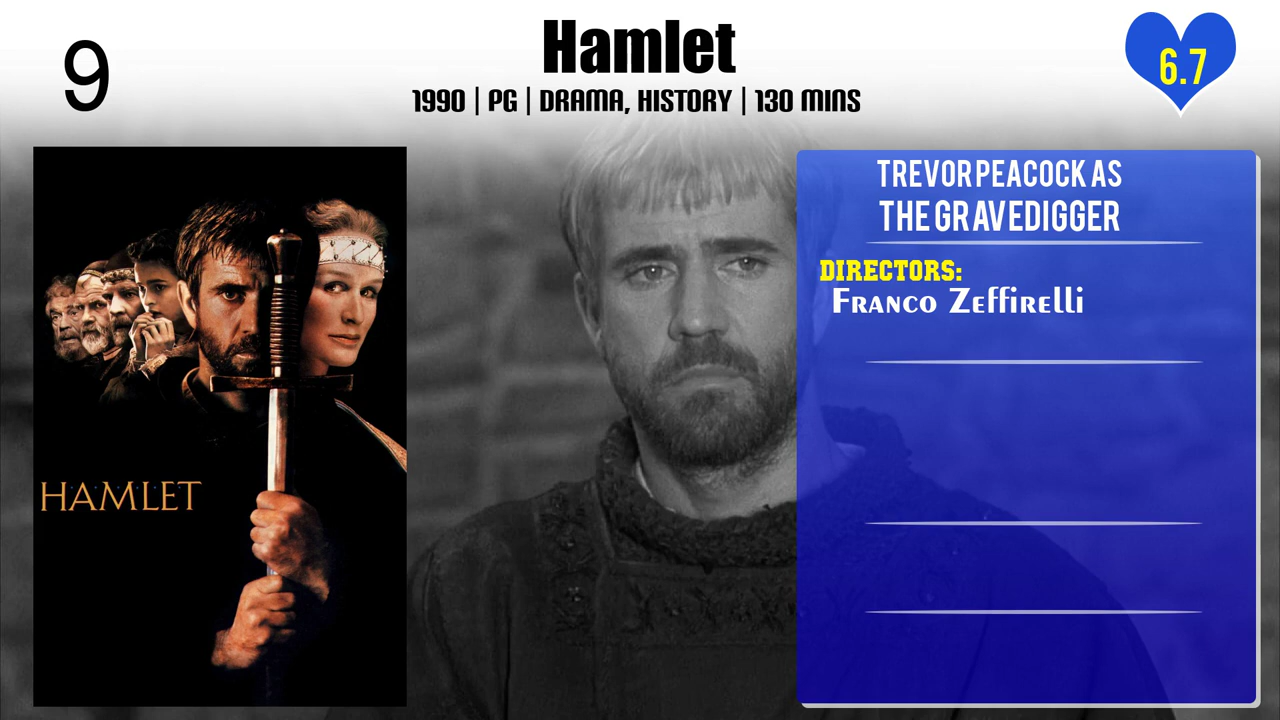 9
Hamlet
1990 | PG | DRAMA, HISTORY | 130 MINS
6.7
HAMLET
TREVOR PEACOCK AS
THE GRAVEDIGGER
DIRECTORS:
Franco Zeffirelli